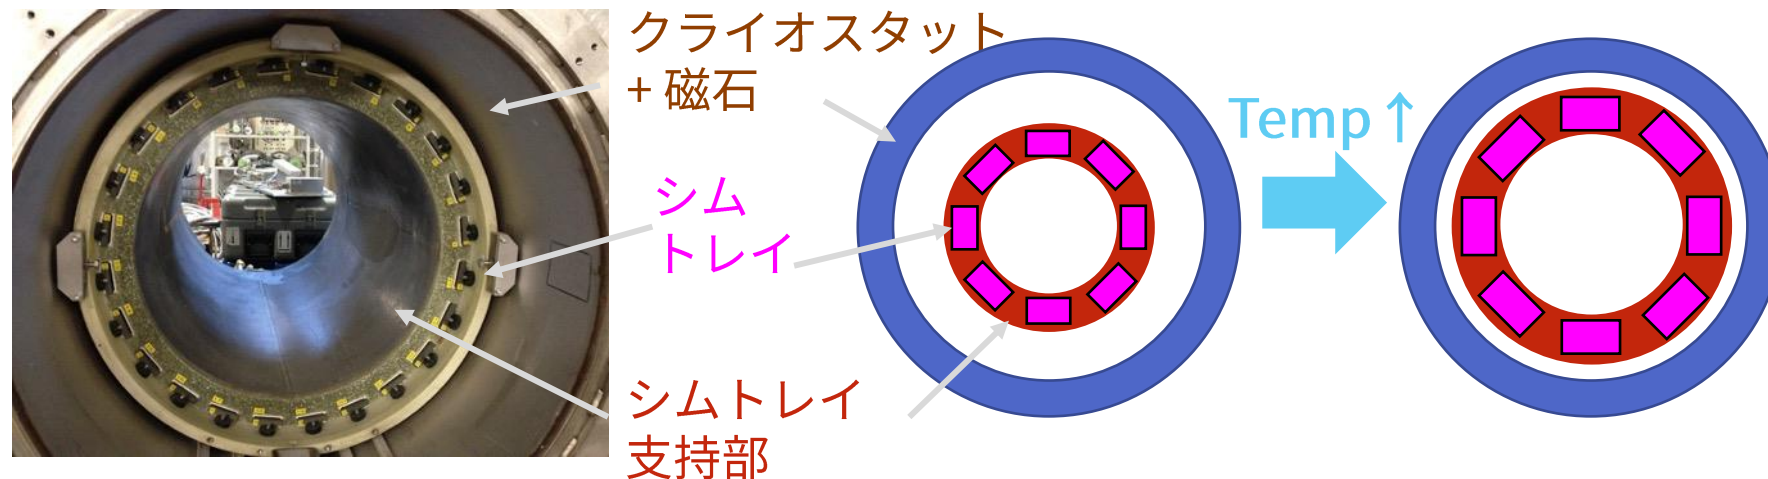 クライオスタット
+ 磁石
シム
トレイ
シムトレイ
支持部
Temp ↑